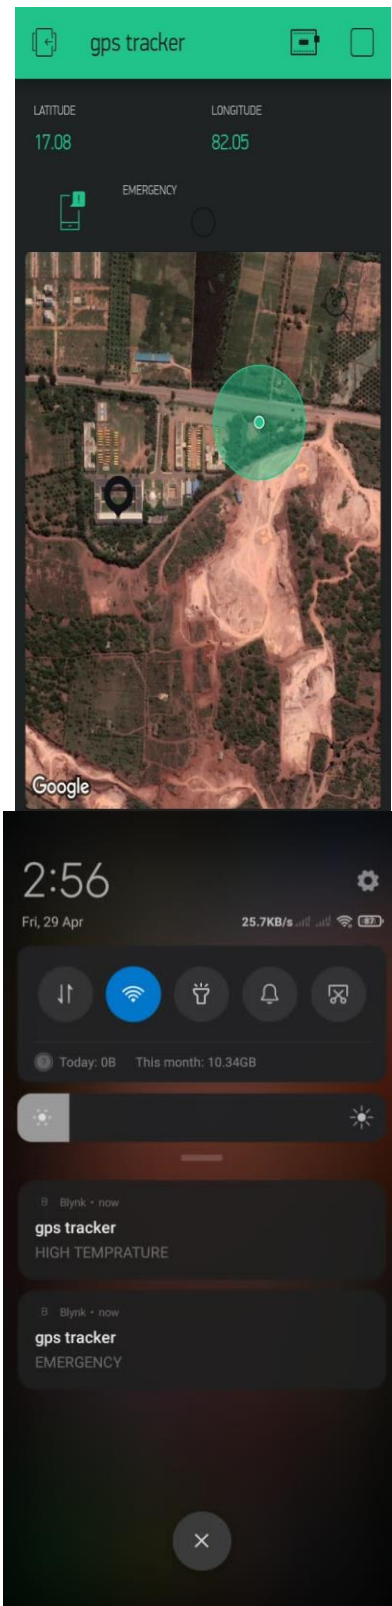 gps tracker
LATITUDE LONGITUDE
17.08 82.05
EMERGENCY
Google
2:56
Fri, 29 Apr 25.7KB/s 87
Today: 0B This month: 10.34GB
B Blynk • now
gps tracker
HIGH TEMPRATURE
B Blynk • now
gps tracker
EMERGENCY